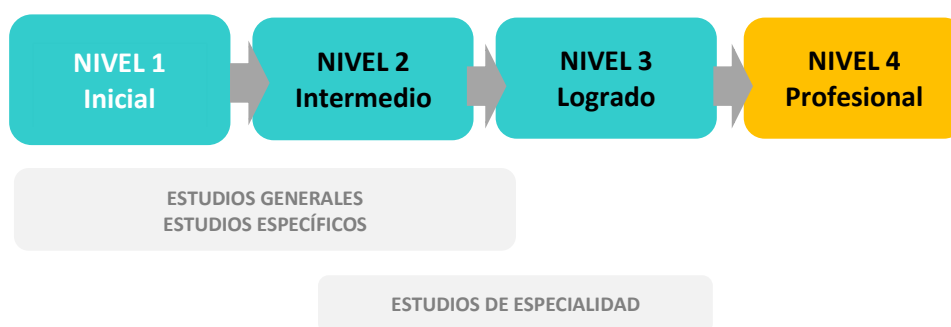 NIVEL 1
Inicial
NIVEL 2
Intermedio
NIVEL 3
Logrado
NIVEL 4
Profesional
ESTUDIOS GENERALES
ESTUDIOS ESPECÍFICOS
ESTUDIOS DE ESPECIALIDAD